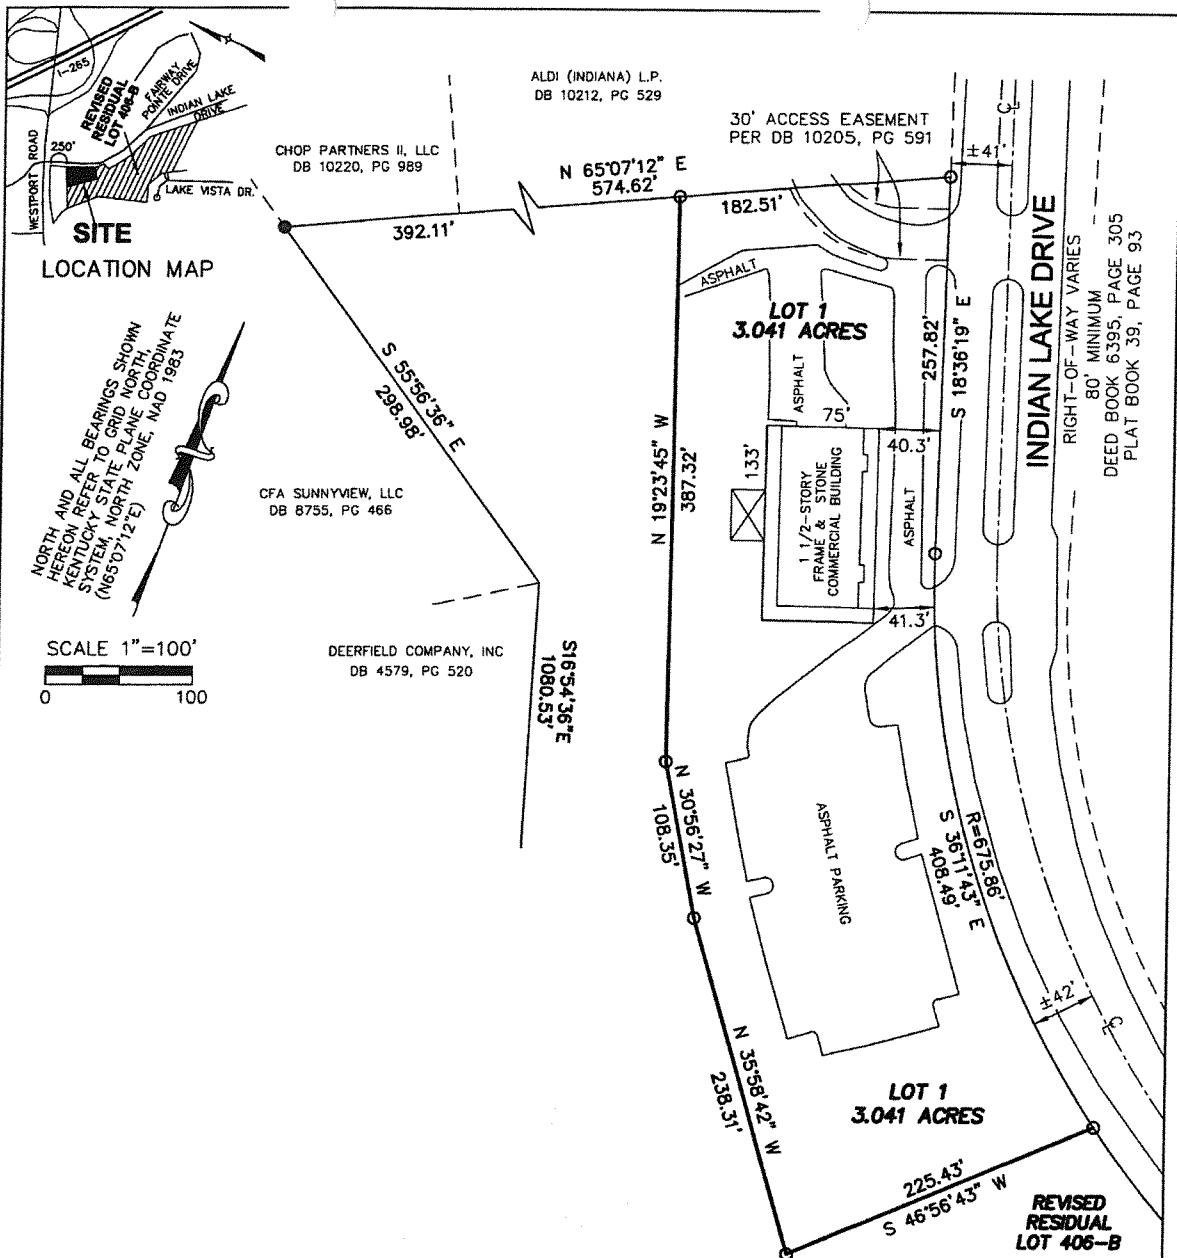 I-265
REVISED
RESIDUAL
LOT 406-B
FAIRWAY
POINTE DRIVE
INDIAN LAKE
DRIVE
250'
WESTPORT ROAD
LAKE VISTA DR.
SITE
LOCATION MAP
NORTH AND ALL BEARINGS SHOWN
HEREON REFER TO GRID NORTH,
KENTUCKY STATE PLANE COORDINATE
SYSTEM, NORTH ZONE, NAD 1983
(N65°07'12"E)
SCALE 1"=100'
0 100
ALDI (INDIANA) L.P.
DB 10212, PG 529
CHOP PARTNERS II, LLC
DB 10220, PG 989
30' ACCESS EASEMENT
PER DB 10205, PG 591
N 65°07'12" E
574.62'
392.11'
182.51'
±41'
CL
ASPHALT
LOT 1
3.041 ACRES
S 55°56'36" E
298.98'
CFA SUNNYVIEW, LLC
DB 8755, PG 466
DEERFIELD COMPANY, INC
DB 4579, PG 520
S16°54'36"E
1080.53'
N 19°23'45" W
387.32'
ASPHALT
75'
133'
1 1/2-STORY
FRAME & STONE
COMMERCIAL BUILDING
40.3'
ASPHALT
41.3'
257.82'
S 18°36'19" E
INDIAN LAKE DRIVE
RIGHT-OF-WAY VARIES
80' MINIMUM
DEED BOOK 6395, PAGE 305
PLAT BOOK 39, PAGE 93
N 30°56'27" W
108.35'
ASPHALT PARKING
R=675.86'
S 36°11'43" E
408.49'
±42'
CL
N 35°58'42" W
238.31'
LOT 1
3.041 ACRES
225.43'
S 46°56'43" W
REVISED
RESIDUAL
LOT 406-B